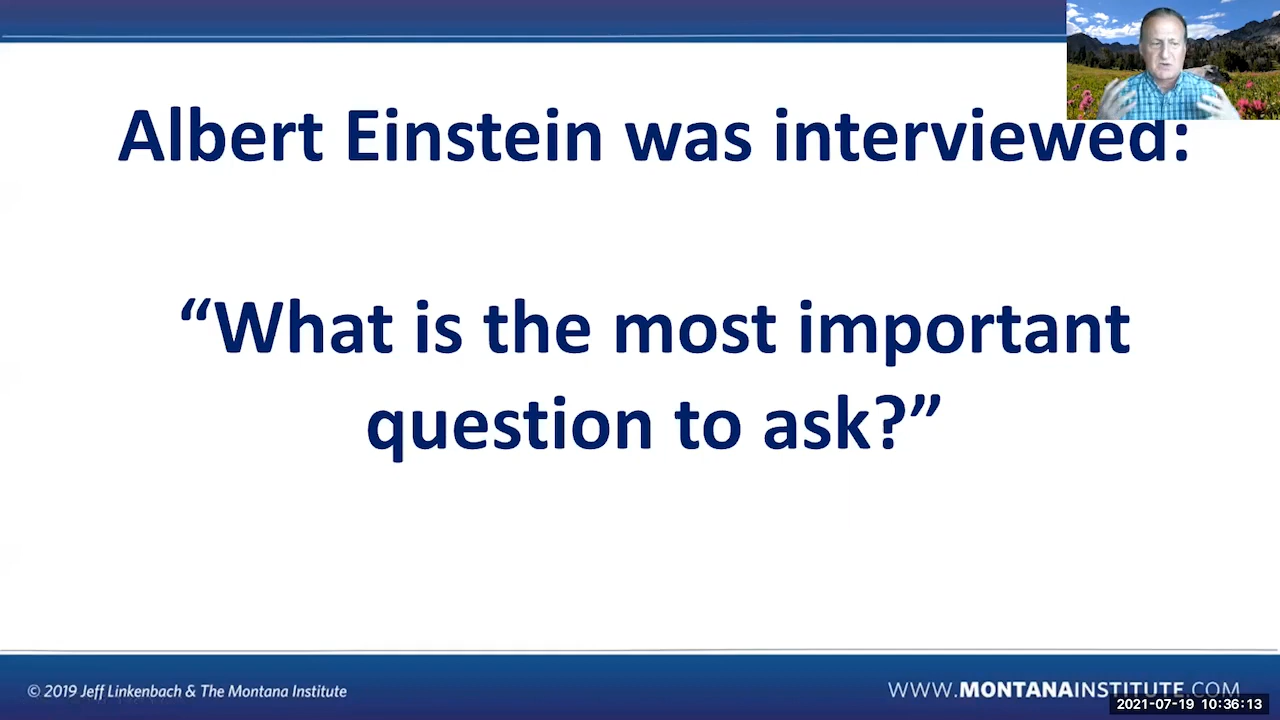 Albert Einstein was interviewed:
“What is the most important
question to ask?”
© 2019 Jeff Linkenbach & The Montana Institute
WWW.MONTANAINSTITUTE.COM
2021-07-19 10:36:13